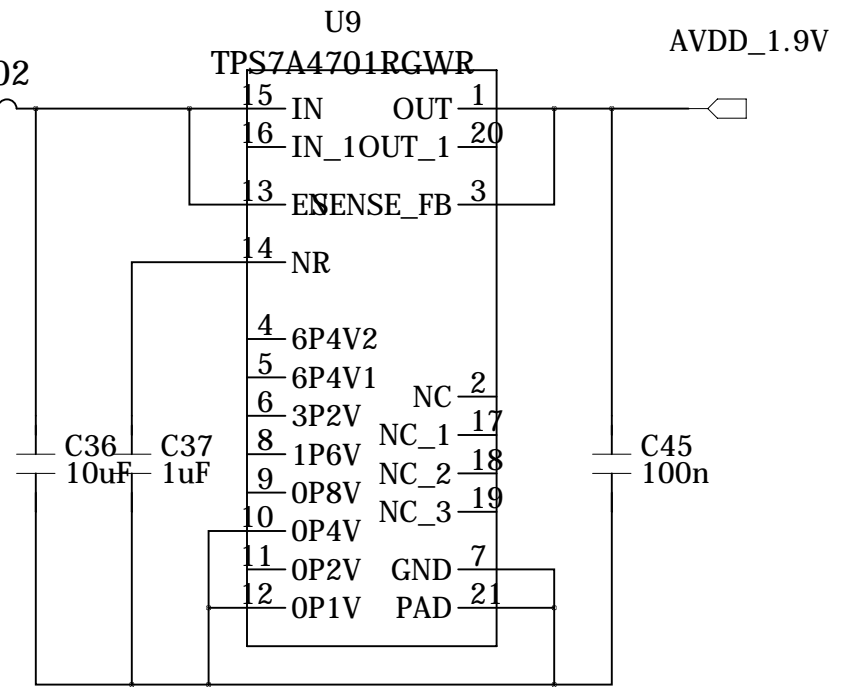 U9
TPS7A4701RGWR
AVDD_1.9V
02
15 IN OUT 1
16 IN_1 OUT_1 20
13 EN SENSE_FB 3
14 NR
4 6P4V2
5 6P4V1
6 3P2V
NC 2
8 1P6V
NC_1 17
9 0P8V
NC_2 18
10 0P4V
NC_3 19
11 0P2V GND 7
12 0P1V PAD 21
C36
10uF
C37
1uF
C45
100n